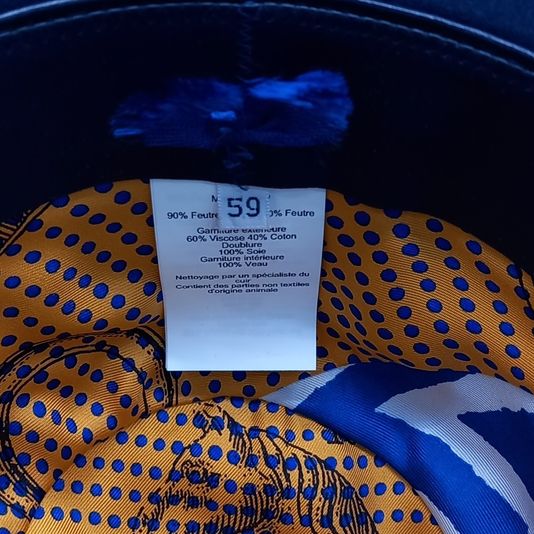 M
59
90% Feutre 0% Feutre
Garniture extérieure
60% Viscose 40% Coton
Doublure
100% Soie
Garniture intérieure
100% Veau
Nettoyage par un spécialiste du
cuir
Contient des parties non textiles
d'origine animale